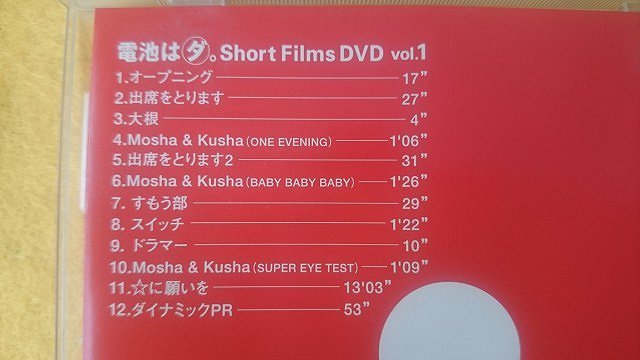 電池はダ。Short Films DVD vol.1
1.オープニング 17”
2.出席をとります 27”
3.大根 4”
4.Mosha & Kusha (ONE EVENING) 1'06”
5.出席をとります2 31”
6.Mosha & Kusha (BABY BABY BABY) 1'26”
7. すもう部 29”
8. スイッチ 1'22”
9. ドラマー 10”
10.Mosha & Kusha (SUPER EYE TEST) 1'09”
11.☆に願いを 13'03”
12.ダイナミックPR 53”